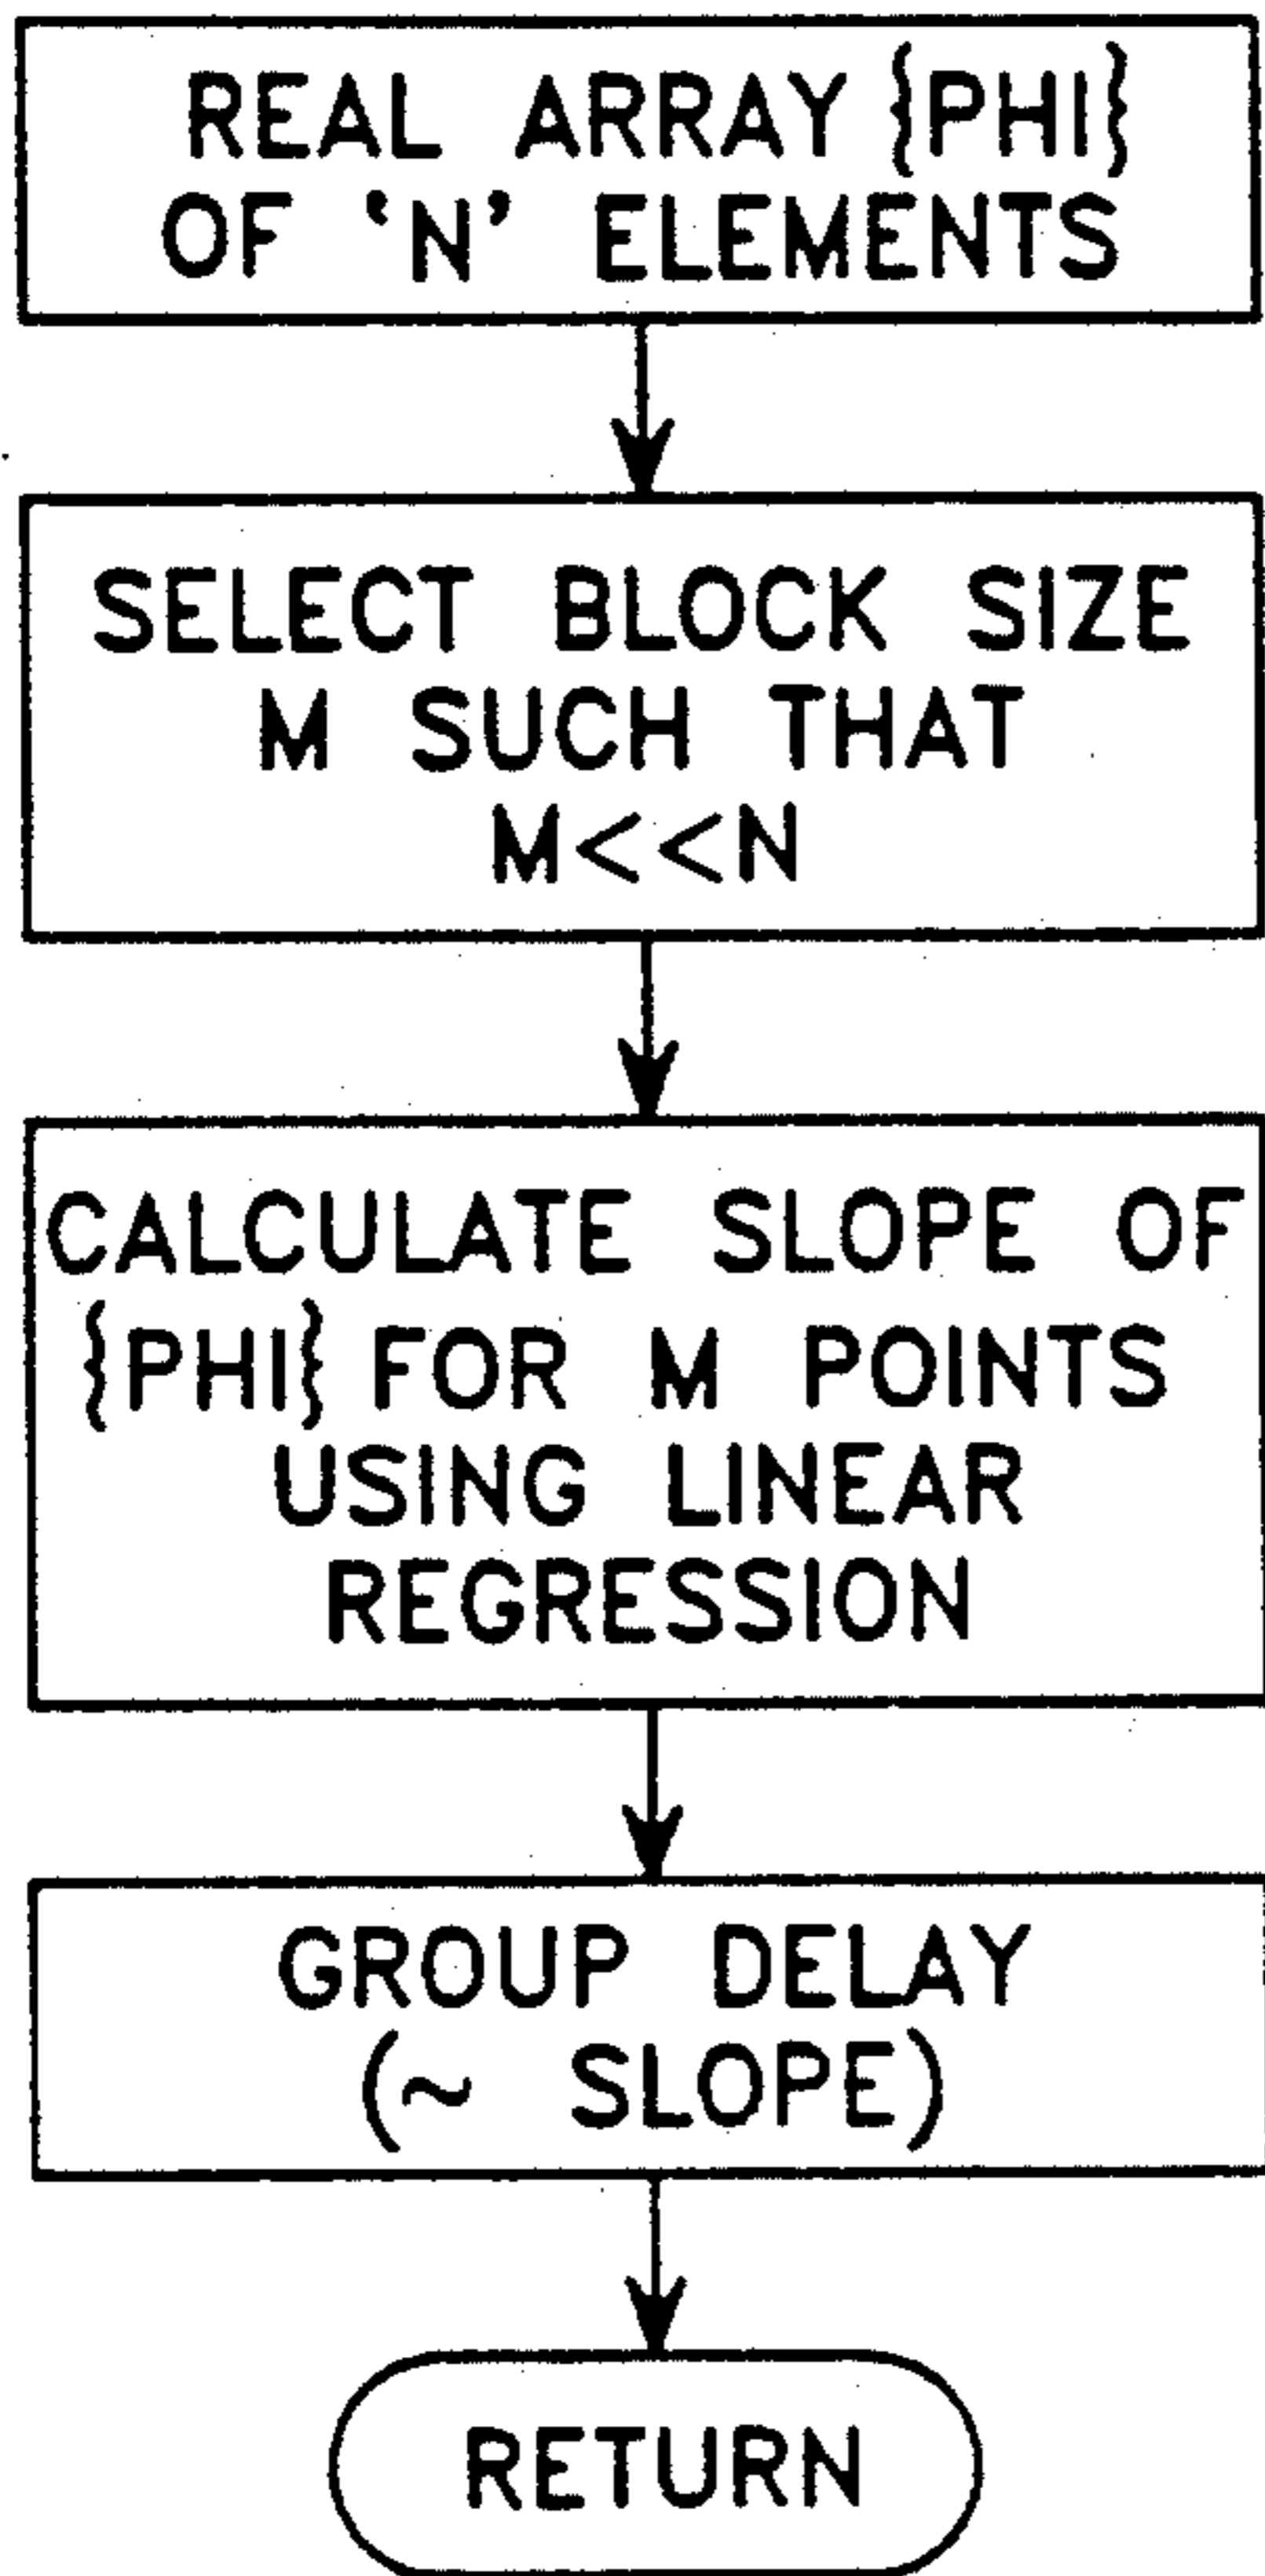 REAL ARRAY {PHI}
OF ‘N’ ELEMENTS
SELECT BLOCK SIZE
M SUCH THAT
M<<N
CALCULATE SLOPE OF
{PHI} FOR M POINTS
USING LINEAR
REGRESSION
GROUP DELAY
(~ SLOPE)
RETURN